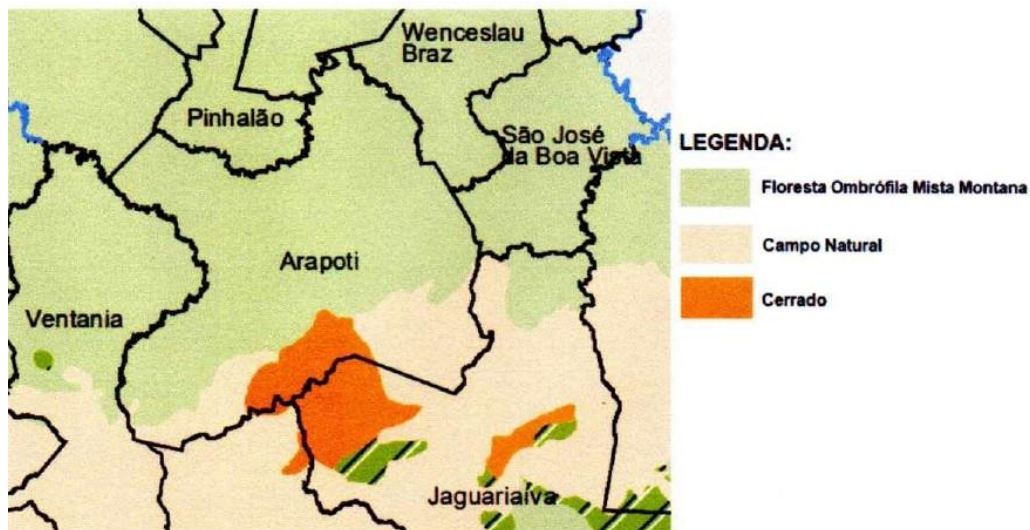 Wenceslau
Braz
Pinhalão
São José
da Boa Vista
Arapoti
Ventania
Jaguariaíva
LEGENDA:
Floresta Ombrófila Mista Montana
Campo Natural
Cerrado